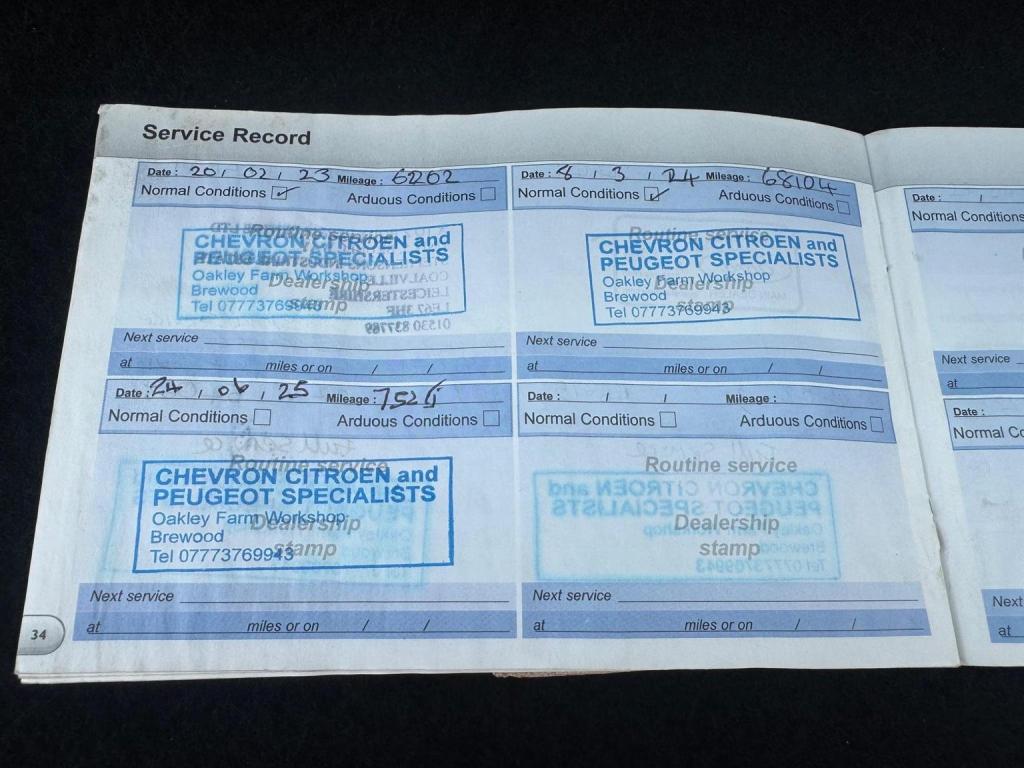 Service Record
Date : 20 / 02 / 23 Mileage : 6202
Normal Conditions ✓ Arduous Conditions
Routine service
CHEVRON CITROEN and
PEUGEOT SPECIALISTS
Oakley Farm Workshop
Brewood
Tel 07773769943
Dealership
stamp
Next service
at miles or on / /
Date : 8 / 3 / 24 Mileage : 68104
Normal Conditions ✓ Arduous Conditions
Routine service
CHEVRON CITROEN and
PEUGEOT SPECIALISTS
Oakley Farm Workshop
Brewood
Tel 07773769943
Dealership
stamp
Next service
at miles or on / /
Date : 24 / 06 / 25 Mileage :
Normal Conditions Arduous Conditions
Routine service
CHEVRON CITROEN and
PEUGEOT SPECIALISTS
Oakley Farm Workshop
Brewood
Tel 07773769943
Dealership
stamp
Next service
at miles or on / /
Date : / / Mileage :
Normal Conditions Arduous Conditions
Routine service
Dealership
stamp
Next service
at miles or on / /
34
Date : /
Normal Conditions
Next service
at
Date :
Normal Co
Next
at